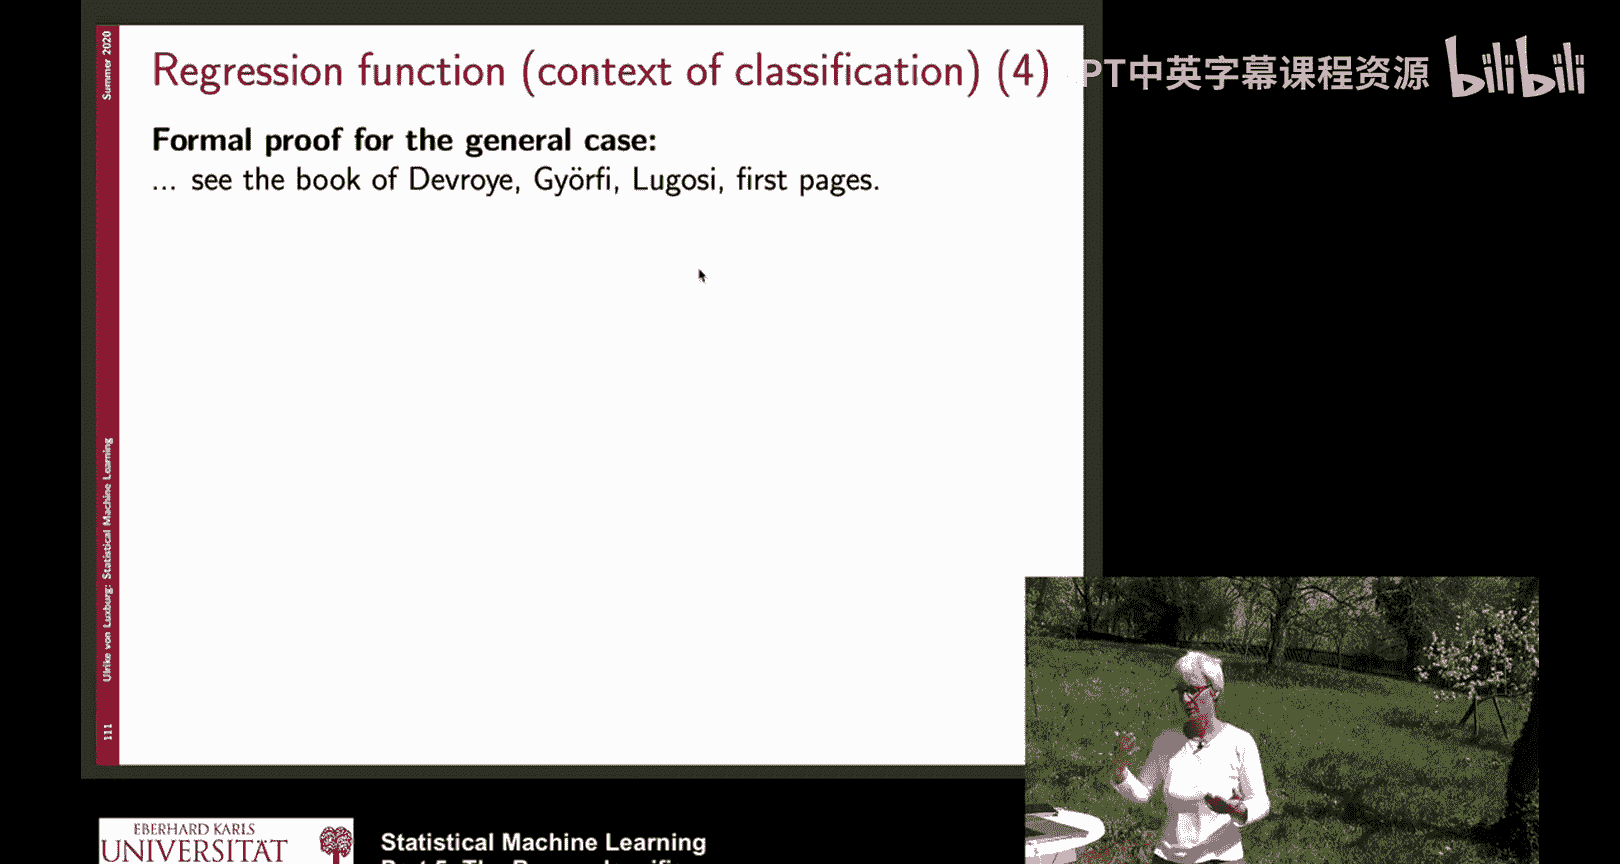 Summer 2020
Regression function (context of classification) (4)
PT中英字幕课程资源
bilibili
Formal proof for the general case:
... see the book of Devroye, Györfi, Lugosi, first pages.
Ulrike von Luxburg: Statistical Machine Learning
111
EBERHARD KARLS
UNIVERSITÄT
Statistical Machine Learning